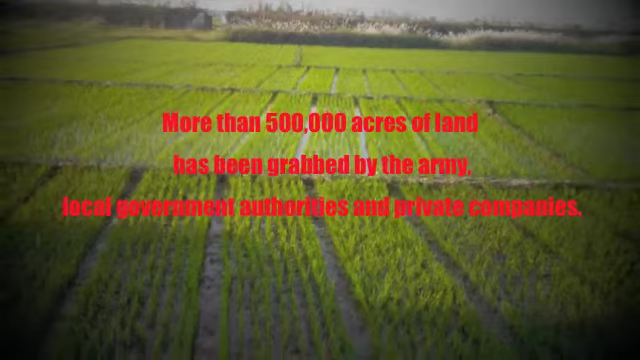 More than 500,000 acres of land
has been grabbed by the army,
local government authorities and private companies.